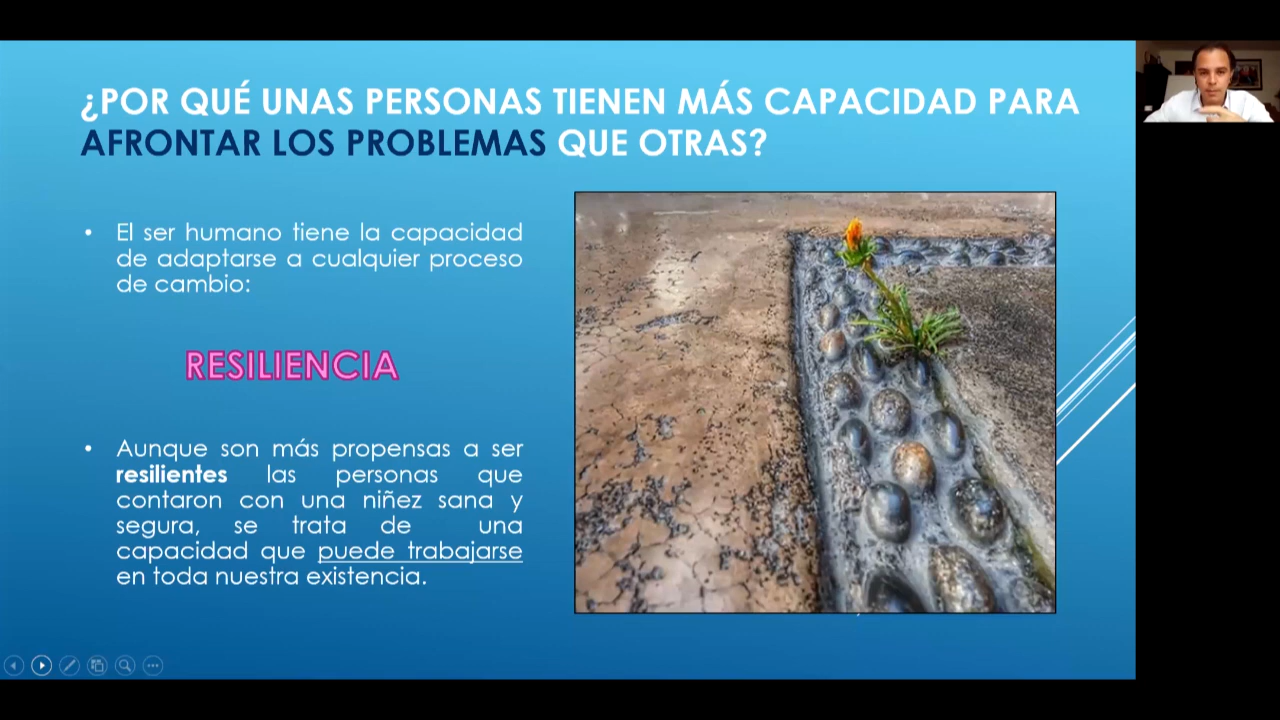 ¿POR QUÉ UNAS PERSONAS TIENEN MÁS CAPACIDAD PARA
AFRONTAR LOS PROBLEMAS QUE OTRAS?
• El ser humano tiene la capacidad
de adaptarse a cualquier proceso
de cambio:
RESILIENCIA
• Aunque son más propensas a ser
resilientes las personas que
contaron con una niñez sana y
segura, se trata de una
capacidad que puede trabajarse
en toda nuestra existencia.